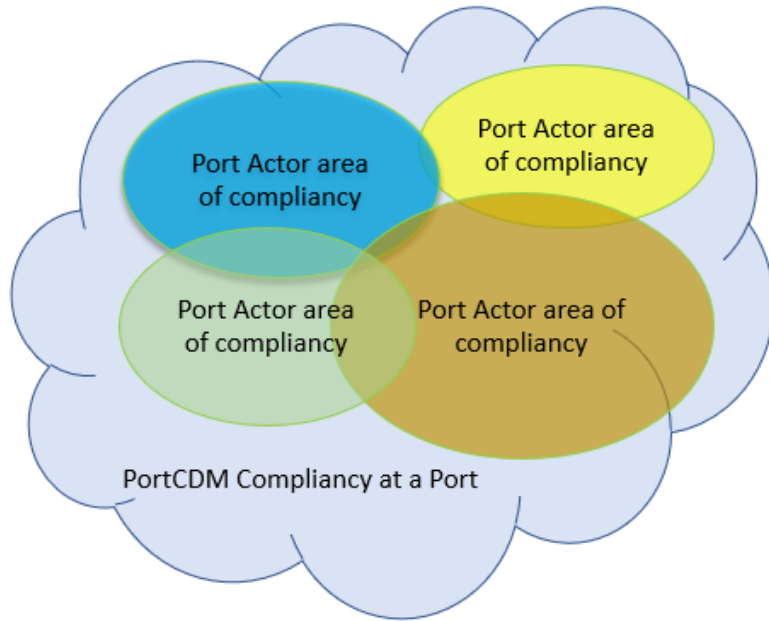 Port Actor area
of compliancy
Port Actor area
of compliancy
Port Actor area
of compliancy
Port Actor area of
compliancy
PortCDM Compliancy at a Port